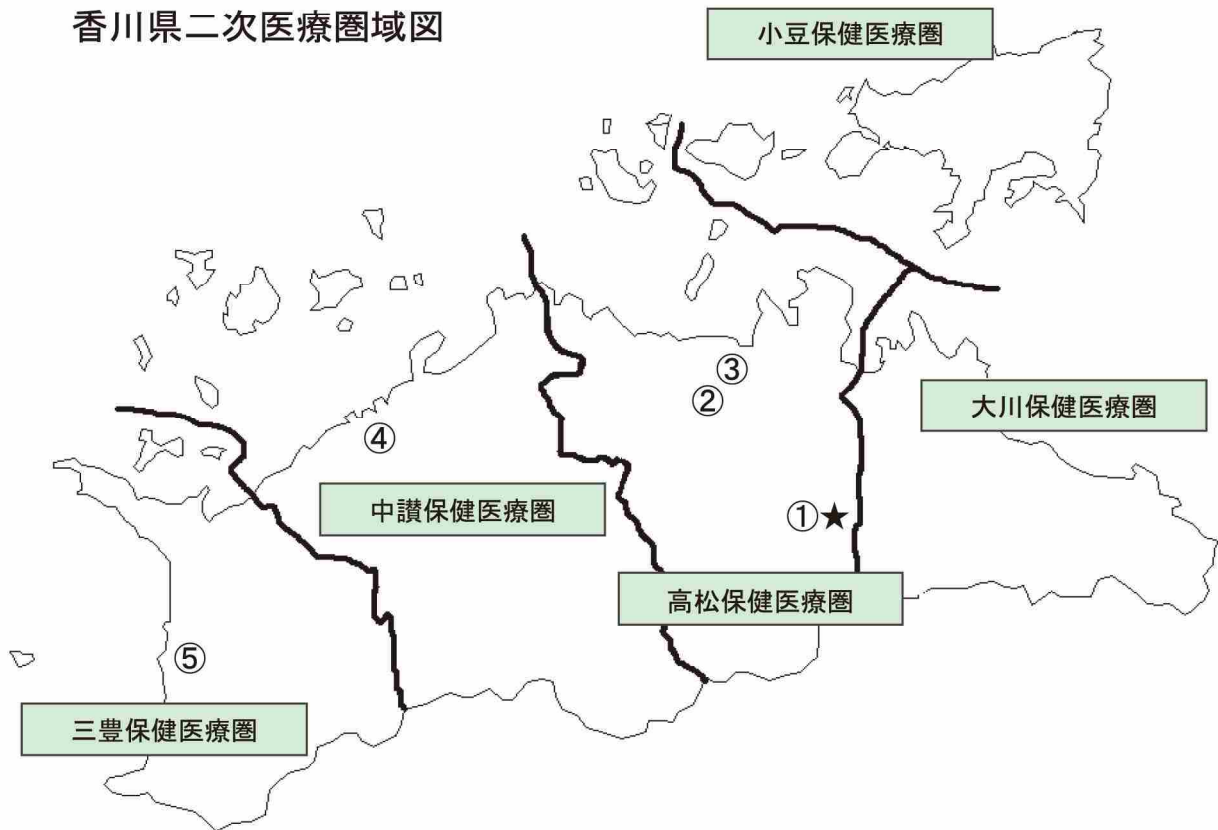 香川県二次医療圏域図
小豆保健医療圏
③
②
大川保健医療圏
④
中讃保健医療圏
①★
高松保健医療圏
⑤
三豊保健医療圏